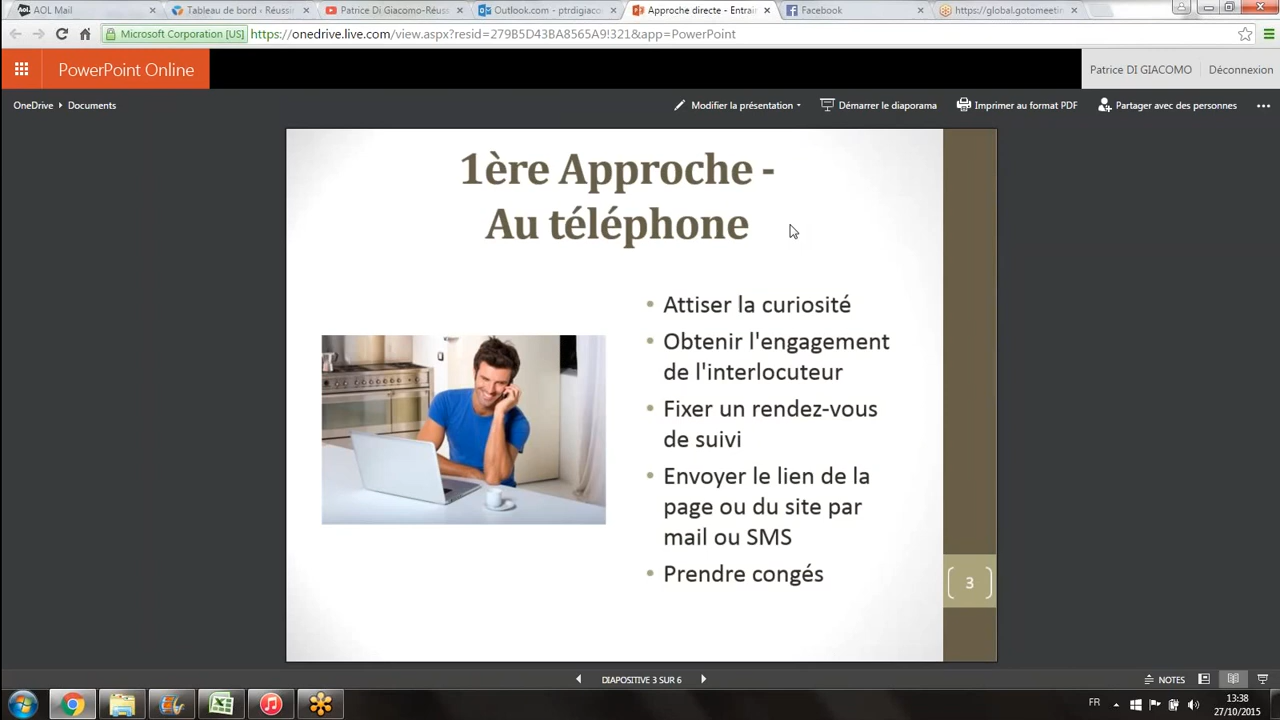 AOL Mail
Tableau de bord ‹ Réussir
Patrice Di Giacomo-Réuss
Outlook.com - ptrdigiaco
Approche directe - Entrain
Facebook
https://global.gotomeetin
Microsoft Corporation [US]
https://onedrive.live.com/view.aspx?resid=279B5D43BA8565A9!321&app=PowerPoint
PowerPoint Online
Patrice DI GIACOMO
Déconnexion
OneDrive
Documents
Modifier la présentation
Démarrer le diaporama
Imprimer au format PDF
Partager avec des personnes
1ère Approche -
Au téléphone
• Attiser la curiosité
• Obtenir l'engagement
de l'interlocuteur
• Fixer un rendez-vous
de suivi
• Envoyer le lien de la
page ou du site par
mail ou SMS
• Prendre congés
3
DIAPOSITIVE 3 SUR 6
NOTES
FR
13:38
27/10/2015